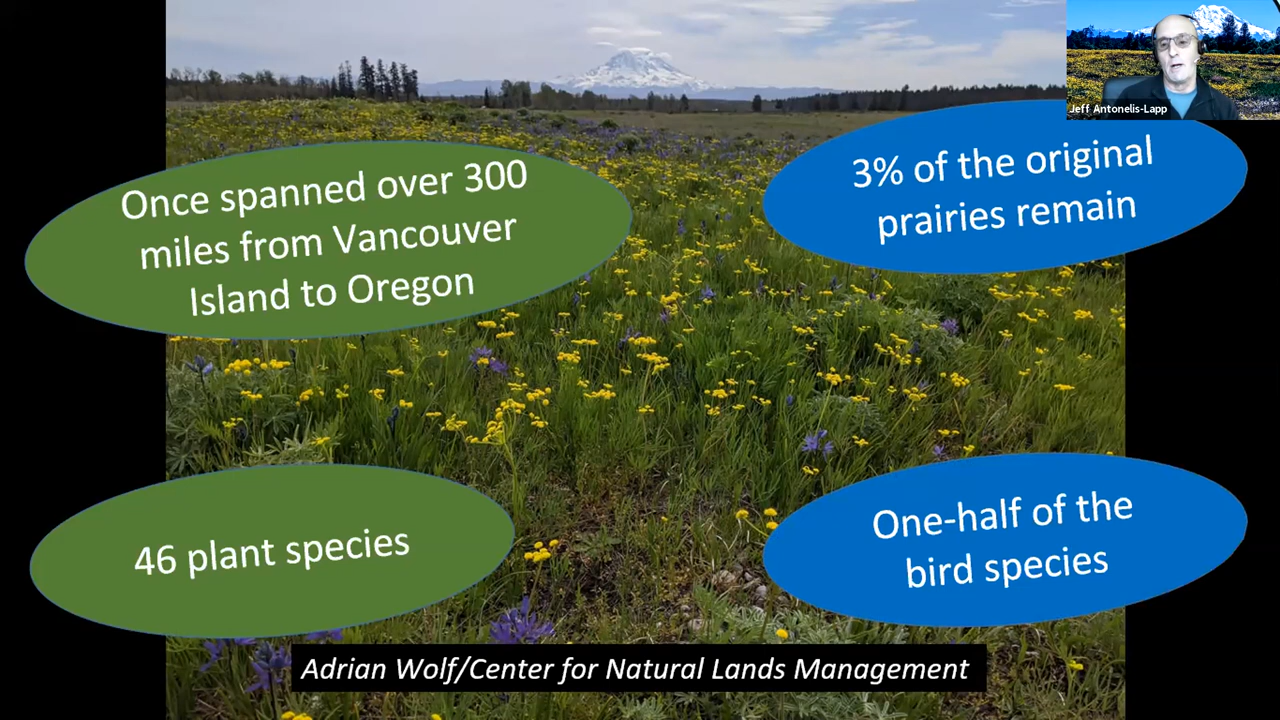 Jeff Antonelis-Lapp
Once spanned over 300
miles from Vancouver
Island to Oregon
3% of the original
prairies remain
46 plant species
One-half of the
bird species
Adrian Wolf/Center for Natural Lands Management